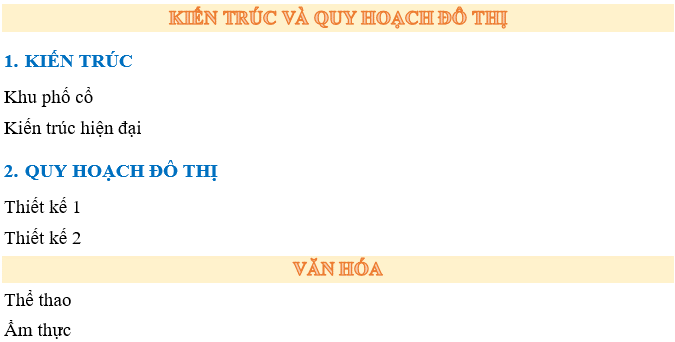 KIẾN TRÚC VÀ QUY HOẠCH ĐÔ THỊ
1. KIẾN TRÚC
Khu phố cổ
Kiến trúc hiện đại
2. QUY HOẠCH ĐÔ THỊ
Thiết kế 1
Thiết kế 2
VĂN HÓA
Thể thao
Ẩm thực